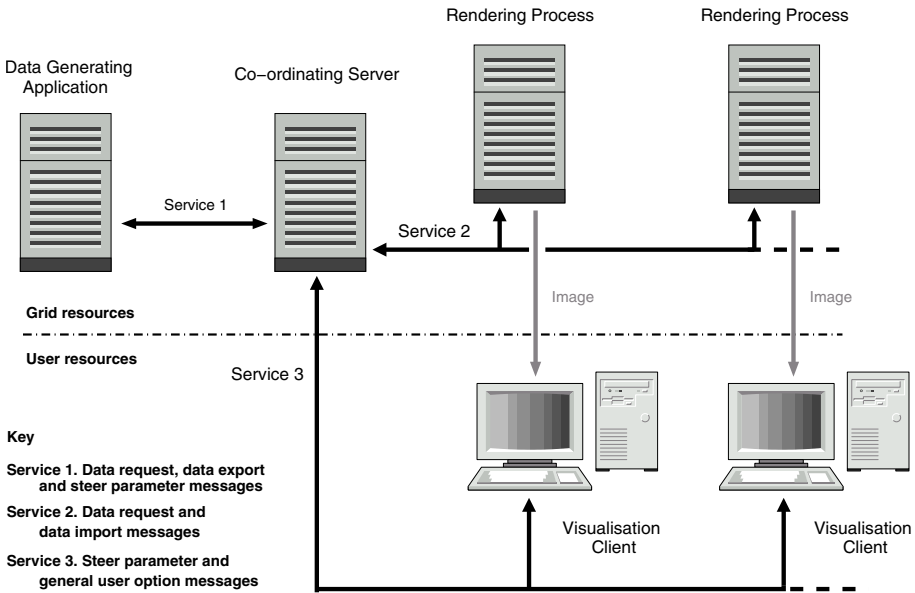 Rendering Process
Rendering Process
Data Generating
Application
Co−ordinating Server
Service 1
Service 2
Image
Image
Grid resources
User resources
Service 3
Key
Service 1. Data request, data export
and steer parameter messages
Service 2. Data request and
data import messages
Service 3. Steer parameter and
general user option messages
Visualisation
Client
Visualisation
Client